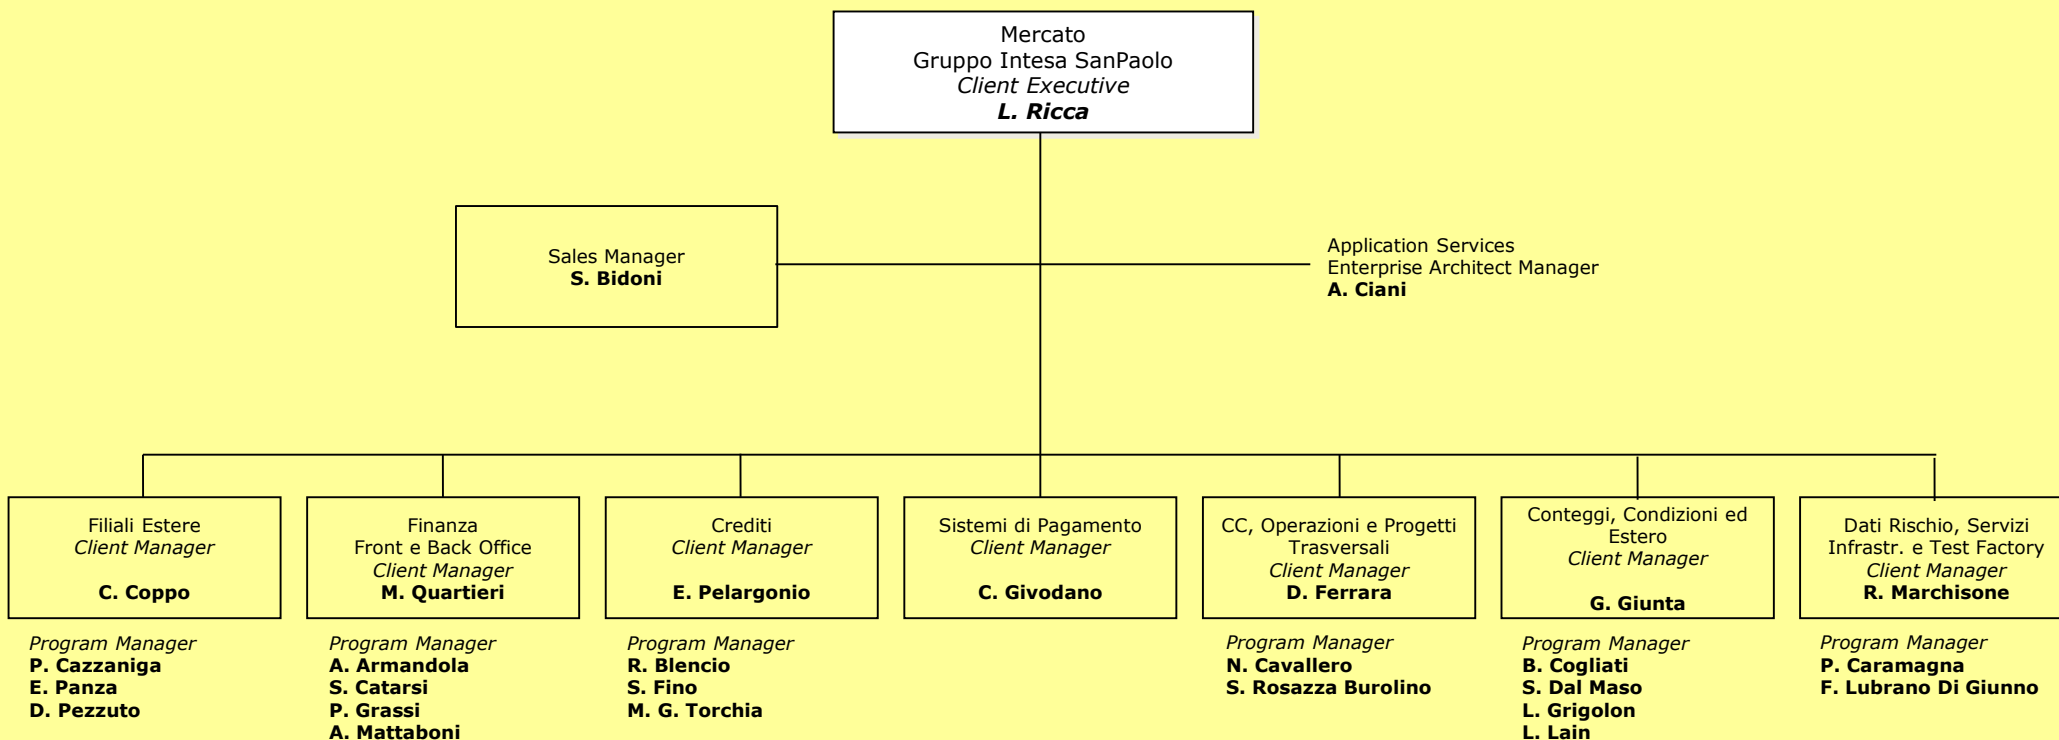 Mercato
Gruppo Intesa SanPaolo
Client Executive
L. Ricca
Sales Manager
S. Bidoni
Application Services
Enterprise Architect Manager
A. Ciani
Filiali Estere
Client Manager
C. Coppo
Finanza
Front e Back Office
Client Manager
M. Quartieri
Crediti
Client Manager
E. Pelargonio
Sistemi di Pagamento
Client Manager
C. Givodano
CC, Operazioni e Progetti
Trasversali
Client Manager
D. Ferrara
Conteggi, Condizioni ed
Estero
Client Manager
G. Giunta
Dati Rischio, Servizi
Infrastr. e Test Factory
Client Manager
R. Marchisone
Program Manager
P. Cazzaniga
E. Panza
D. Pezzuto
Program Manager
A. Armandola
S. Catarsi
P. Grassi
A. Mattaboni
Program Manager
R. Blencio
S. Fino
M. G. Torchia
Program Manager
N. Cavallero
S. Rosazza Burolino
Program Manager
B. Cogliati
S. Dal Maso
L. Grigolon
L. Lain
Program Manager
P. Caramagna
F. Lubrano Di Giunno